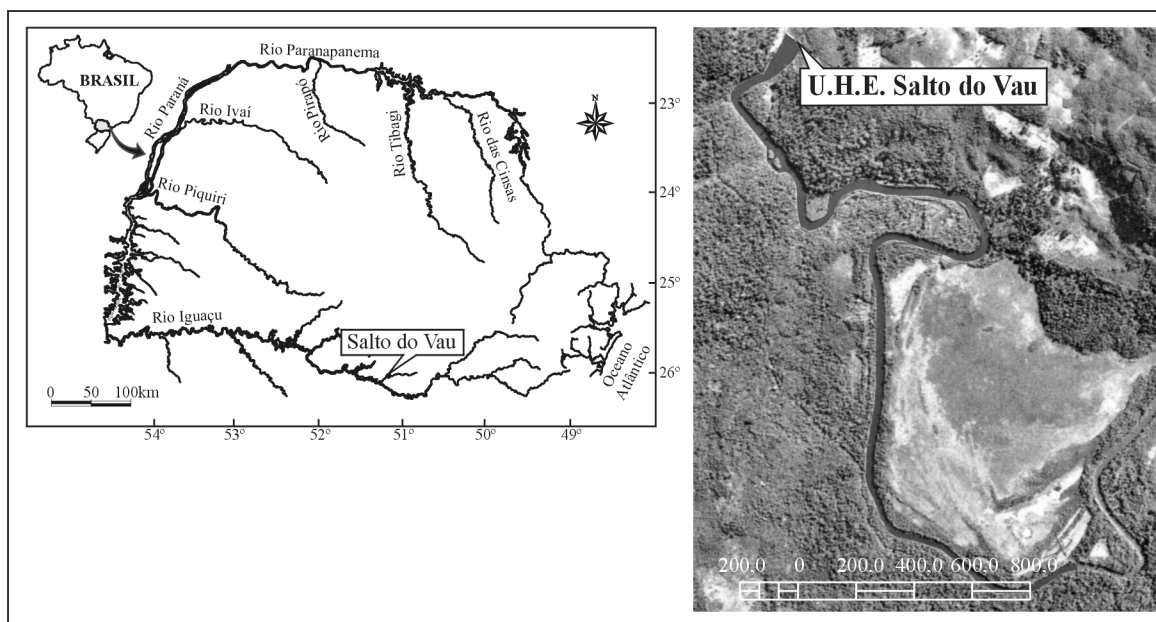 BRASIL
Rio Paranapanema
Rio Paraná
Rio Ivaí
Rio Pirapó
Rio Tibagi
Rio das Cinsas
Rio Piquiri
Rio Iguaçu
Salto do Vau
Oceano
Atlântico
N
23°
24°
25°
26°
0 50 100km
54° 53° 52° 51° 50° 49°
U.H.E. Salto do Vau
200,0 0 200,0 400,0 600,0 800,0